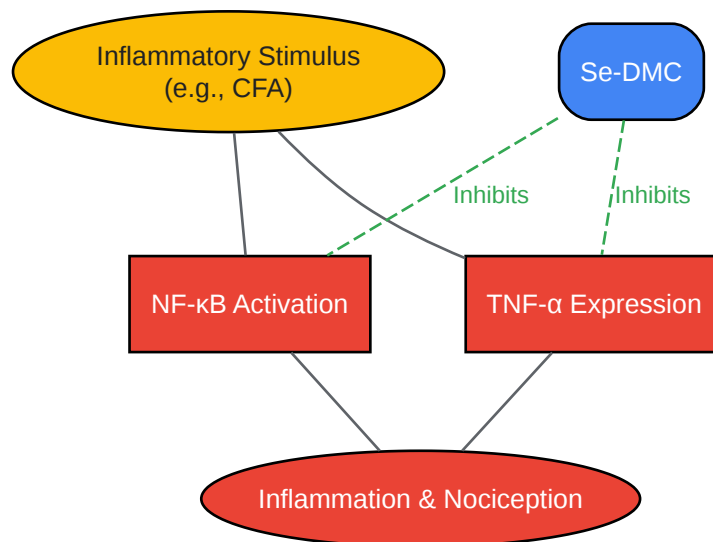 Inflammatory Stimulus
(e.g., CFA)
Se-DMC
Inhibits
Inhibits
NF-κB Activation
TNF-α Expression
Inflammation & Nociception